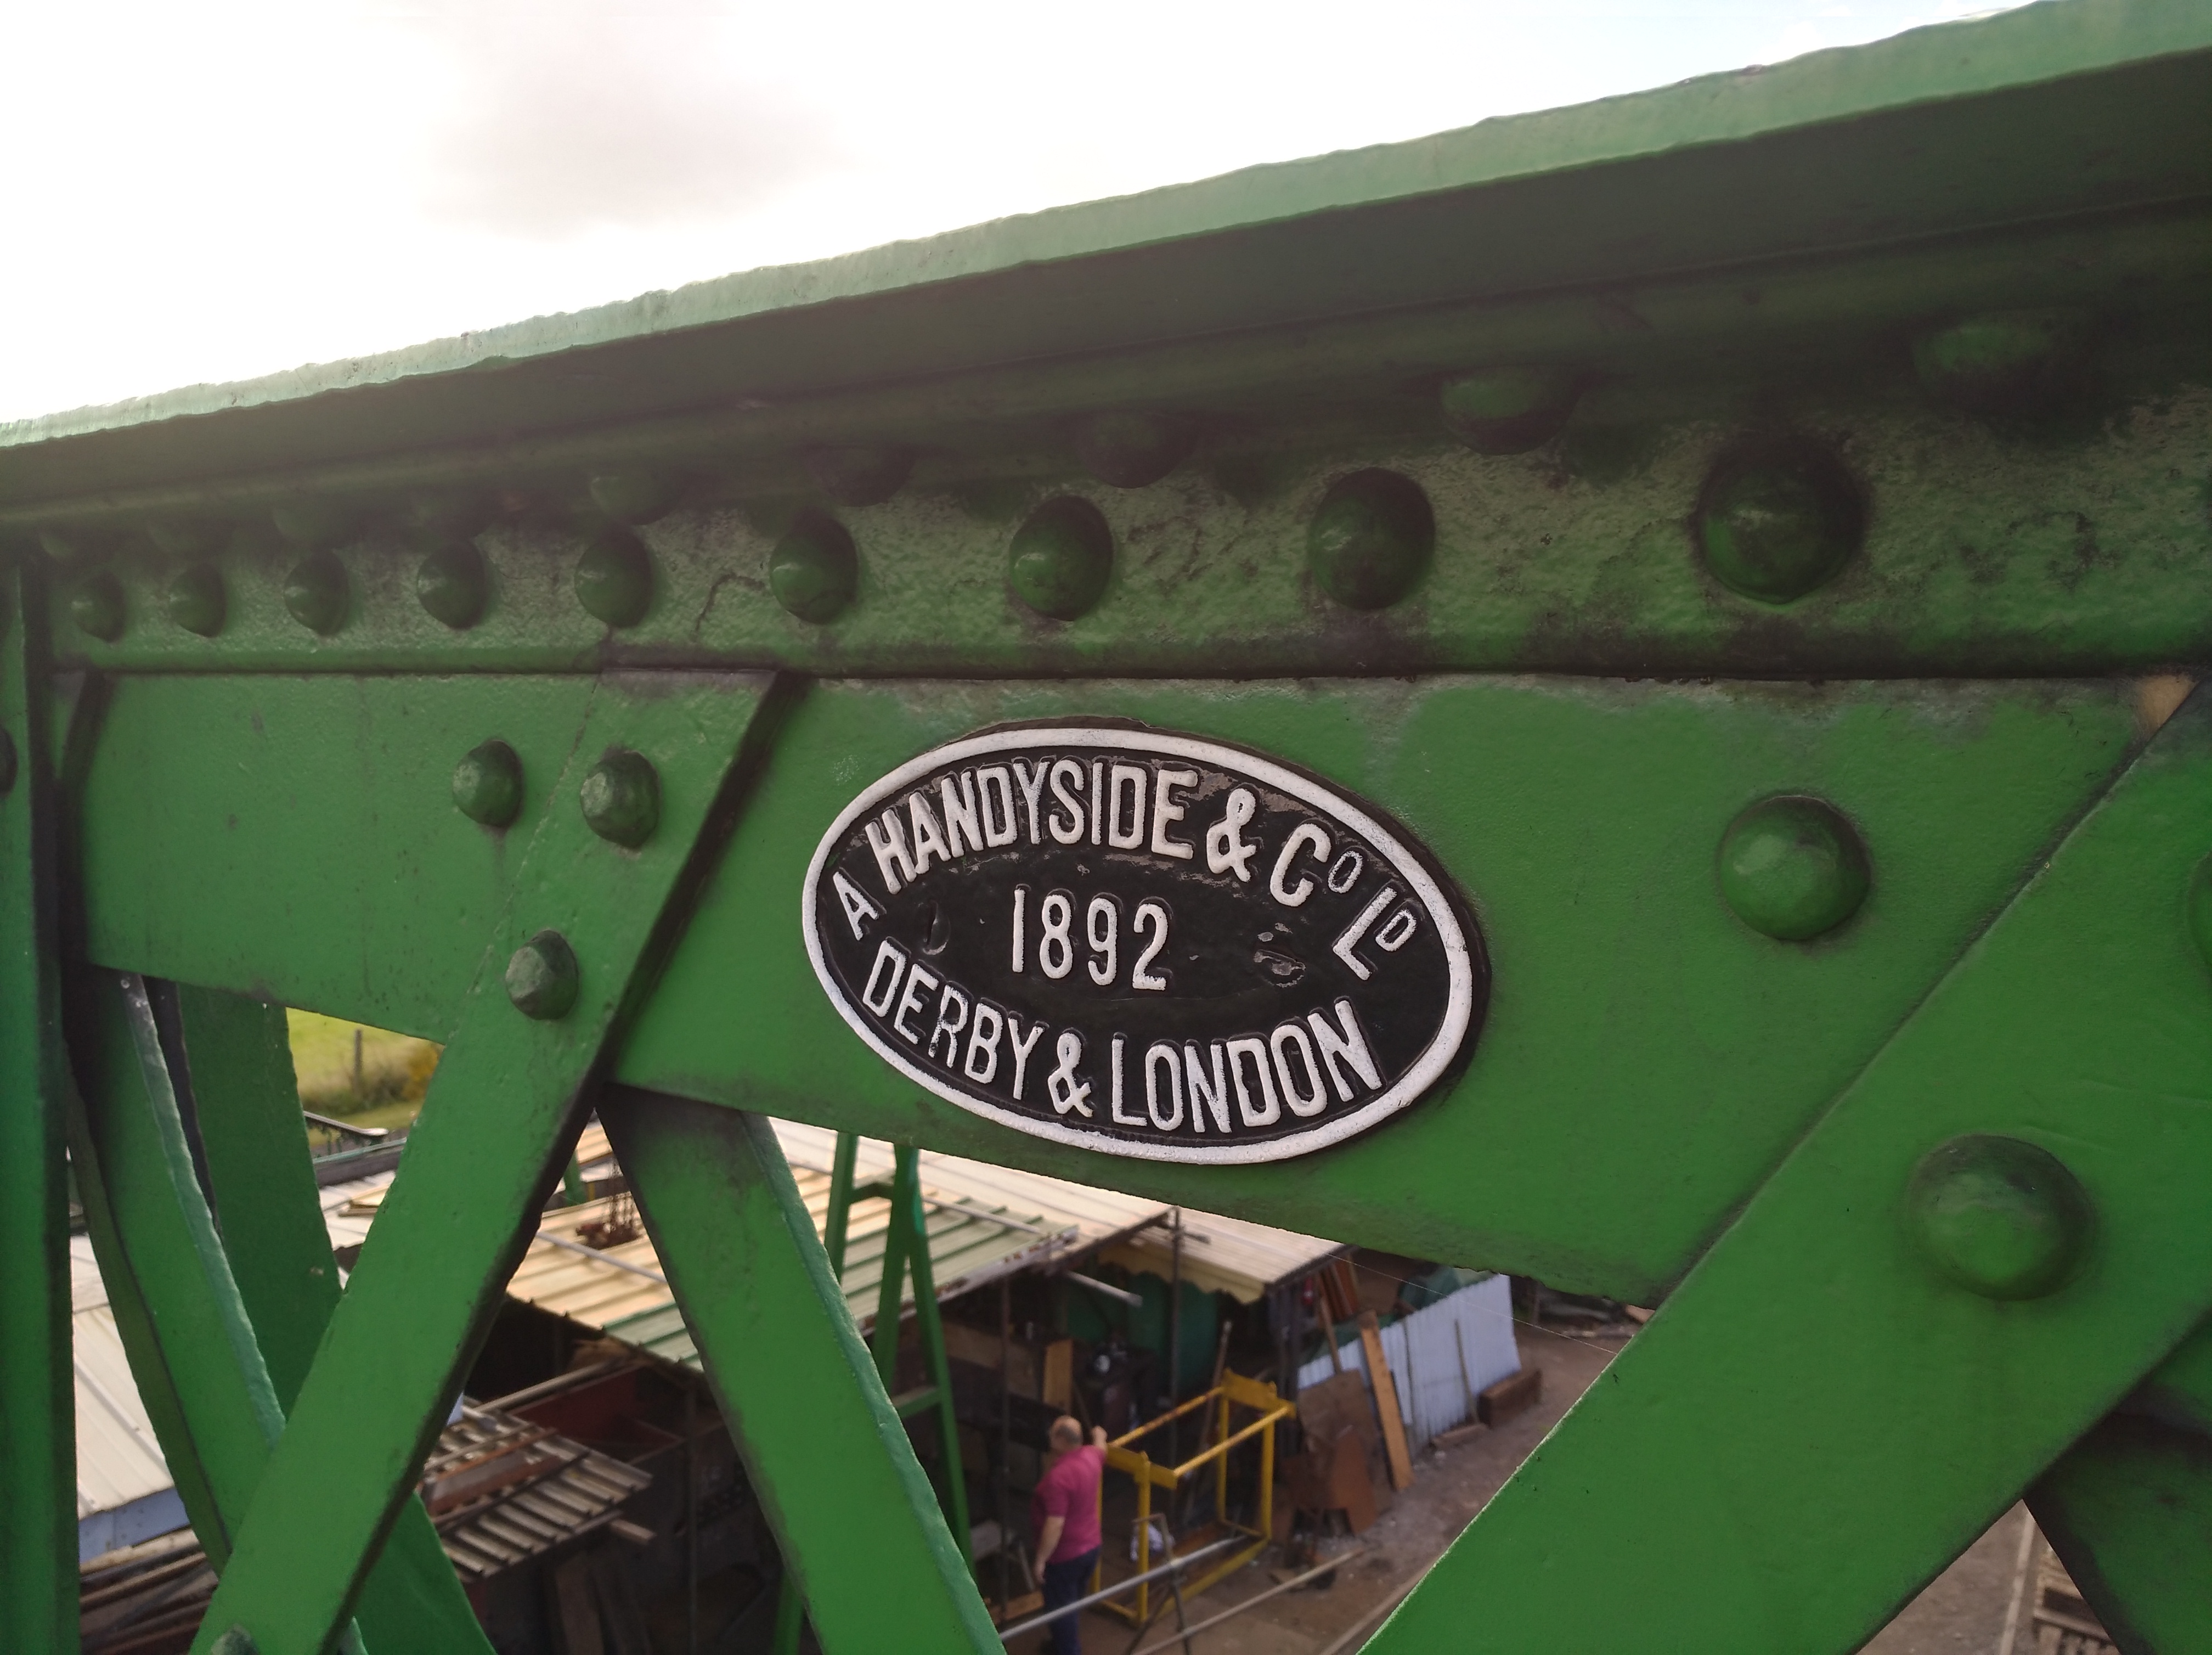 A HANDYSIDE & Co LD
1892
DERBY & LONDON